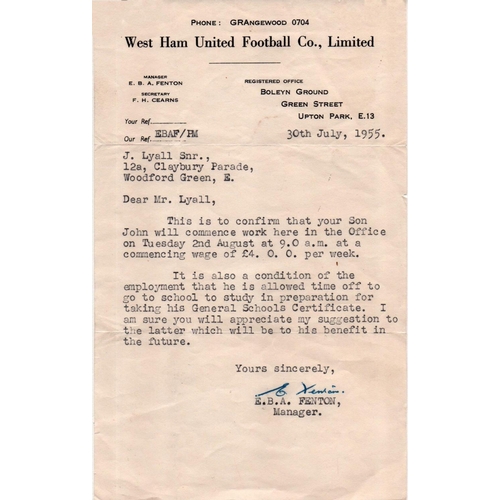 PHONE: GRANGEWOOD 0704
WEST HAM UNITED FOOTBALL CO., LIMITED
MANAGER
E. B. A. FENTON
SECRETARY
F. H. CEARNS
REGISTERED OFFICE
BOLEYN GROUND
GREEN STREET
UPTON PARK, E.13
Your Ref.
Our Ref. EBAF/PM
30th July, 1955.
J. Lyall Snr.,
12a, Claybury Parade,
Woodford Green, E.
Dear Mr. Lyall,
This is to confirm that your Son
John will commence work here in the Office
on Tuesday 2nd August at 9.0 a.m. at a
commencing wage of £4. 0. 0. per week.
It is also a condition of the
employment that he is allowed time off to
go to school to study in preparation for
taking his General Schools Certificate. I
am sure you will appreciate my suggestion to
the latter which will be to his benefit in
the future.
Yours sincerely,
E Fenton.
E.B.A. FENTON,
Manager.